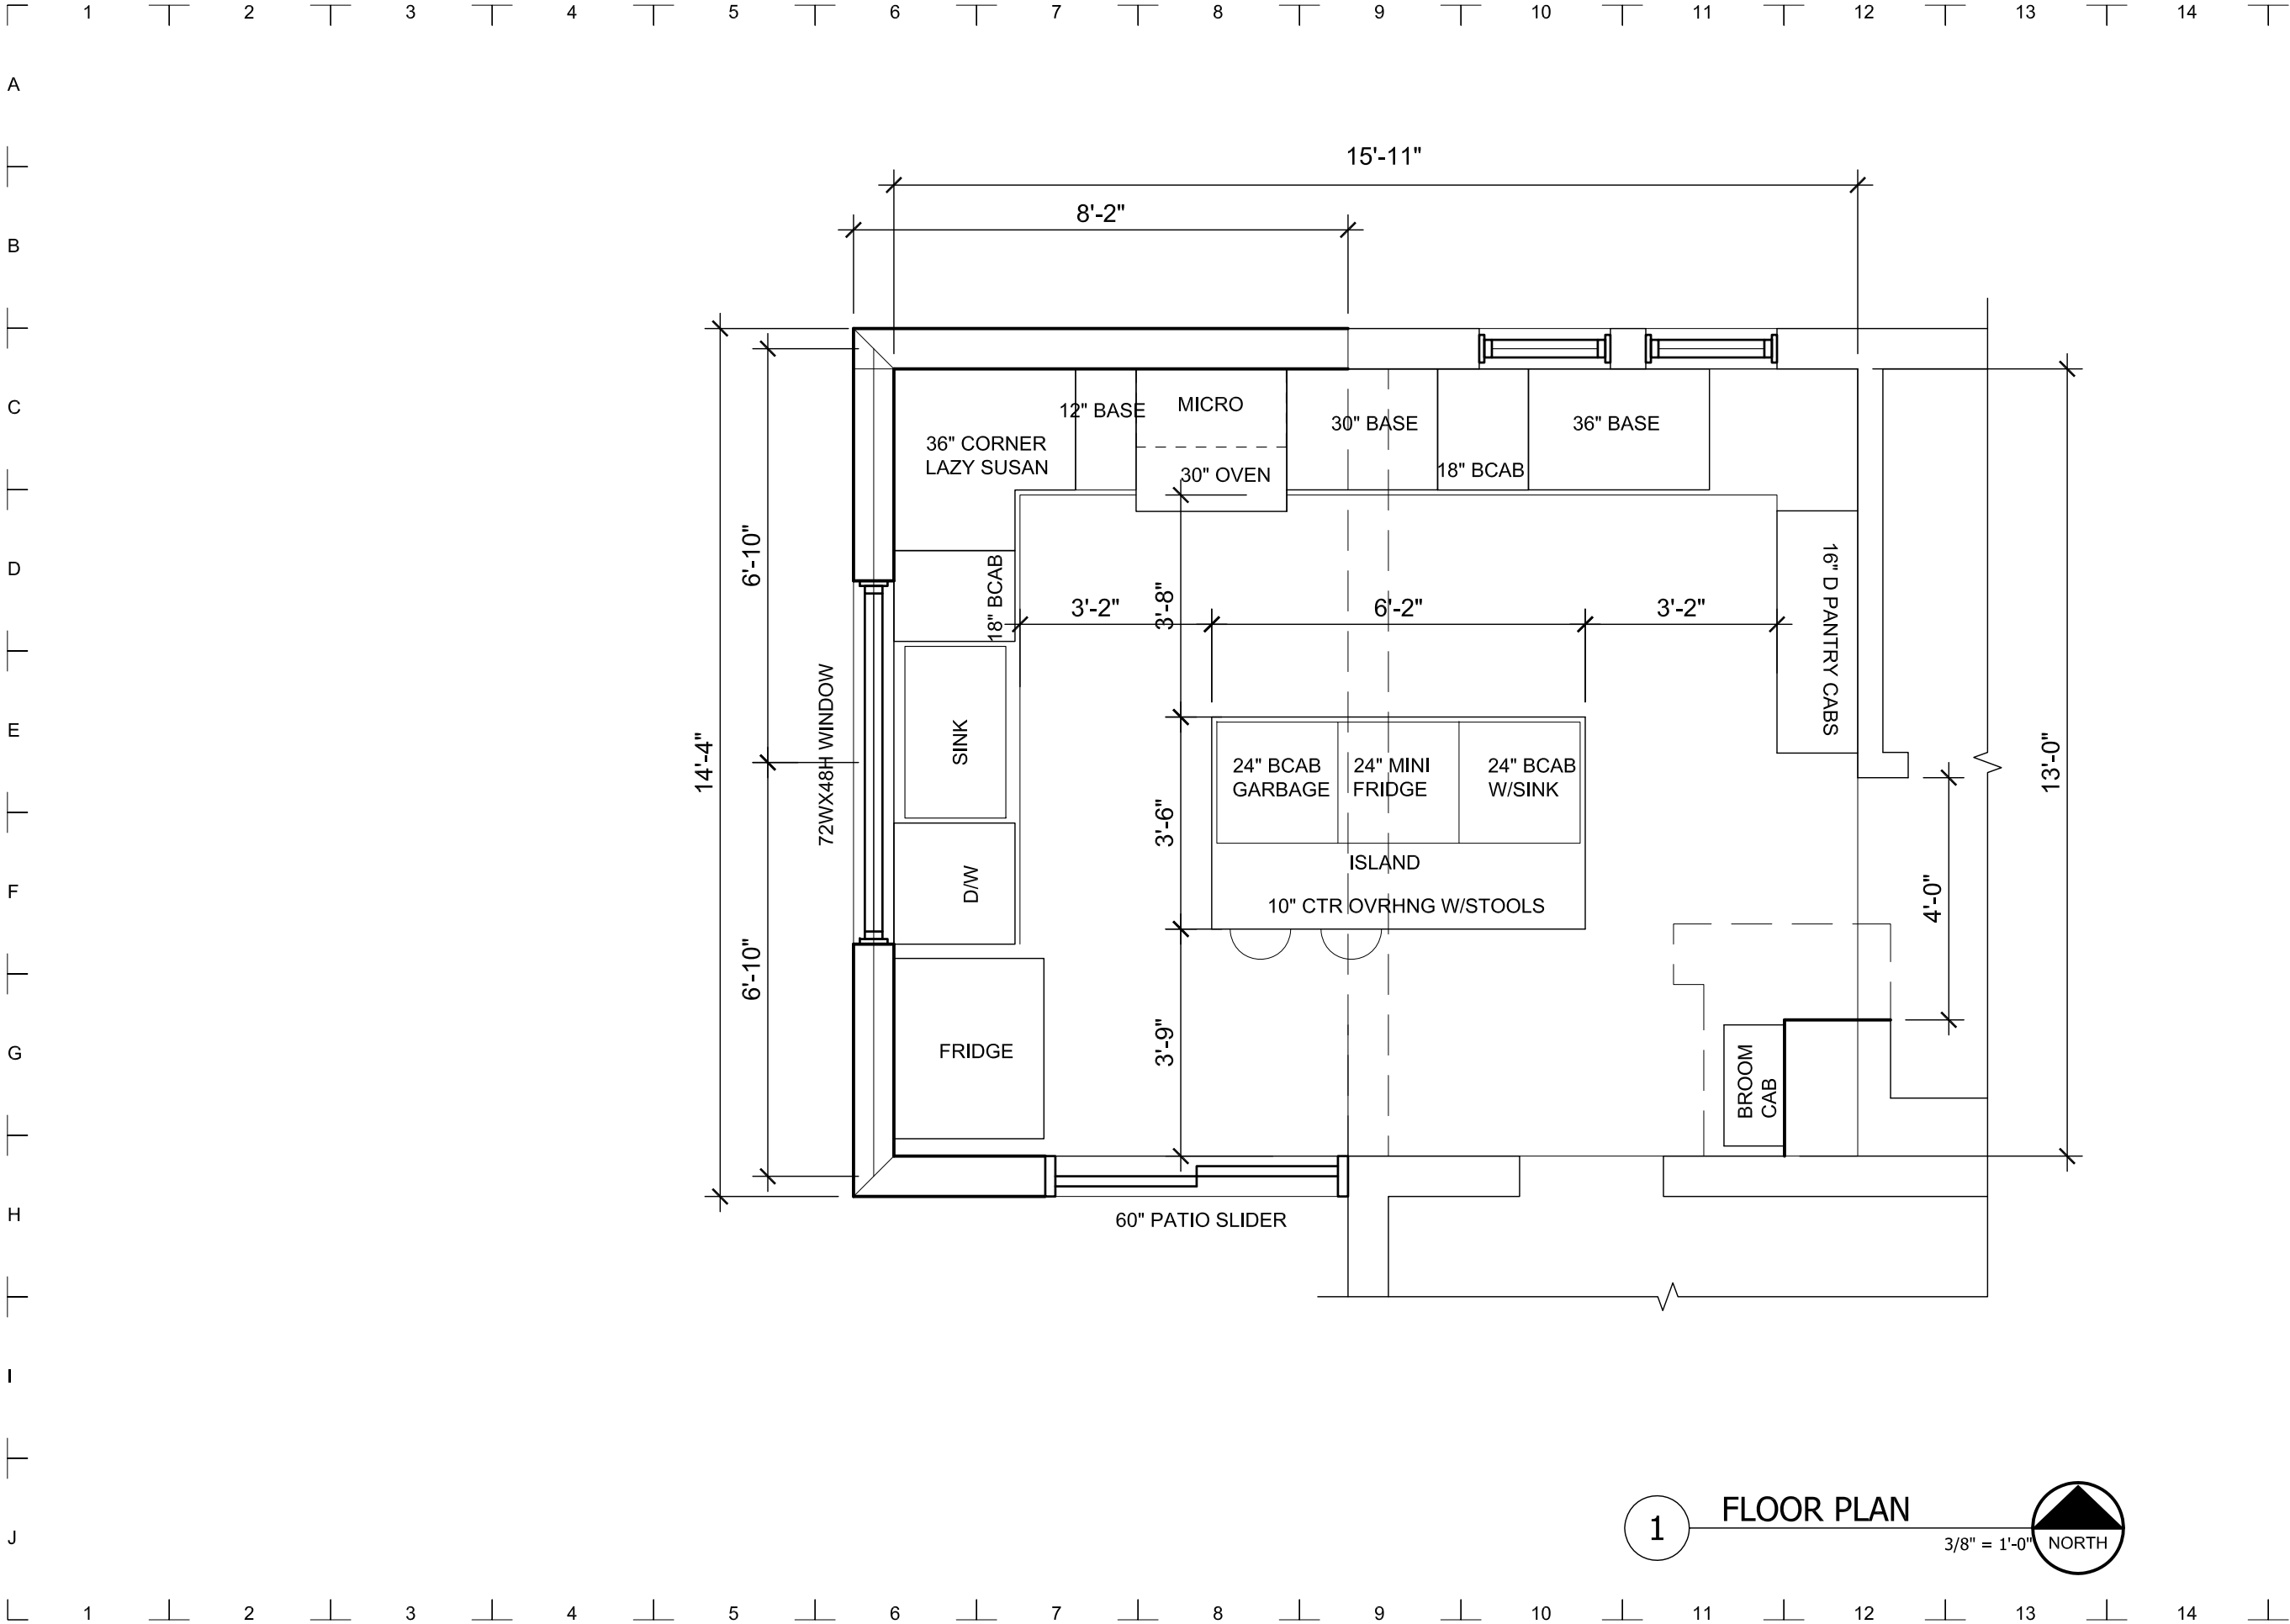 1 2 3 4 5 6 7 8 9 10 11 12 13 14
A
B
C
D
E
F
G
H
I
J
15'-11"
8'-2"
12" BASE
MICRO
30" OVEN
36" CORNER
LAZY SUSAN
30" BASE
18" BCAB
36" BASE
6'-10"
18" BCAB
3'-2"
3'-8"
6'-2"
3'-2"
16" D PANTRY CABS
14'-4"
72WX48H WINDOW
SINK
24" BCAB
GARBAGE
24" MINI
FRIDGE
24" BCAB
W/SINK
13'-0"
3'-6"
ISLAND
10" CTR OVRHNG W/STOOLS
D/W
4'-0"
6'-10"
FRIDGE
3'-9"
BROOM
CAB
60" PATIO SLIDER
1
FLOOR PLAN
3/8" = 1'-0"
NORTH
1 2 3 4 5 6 7 8 9 10 11 12 13 14